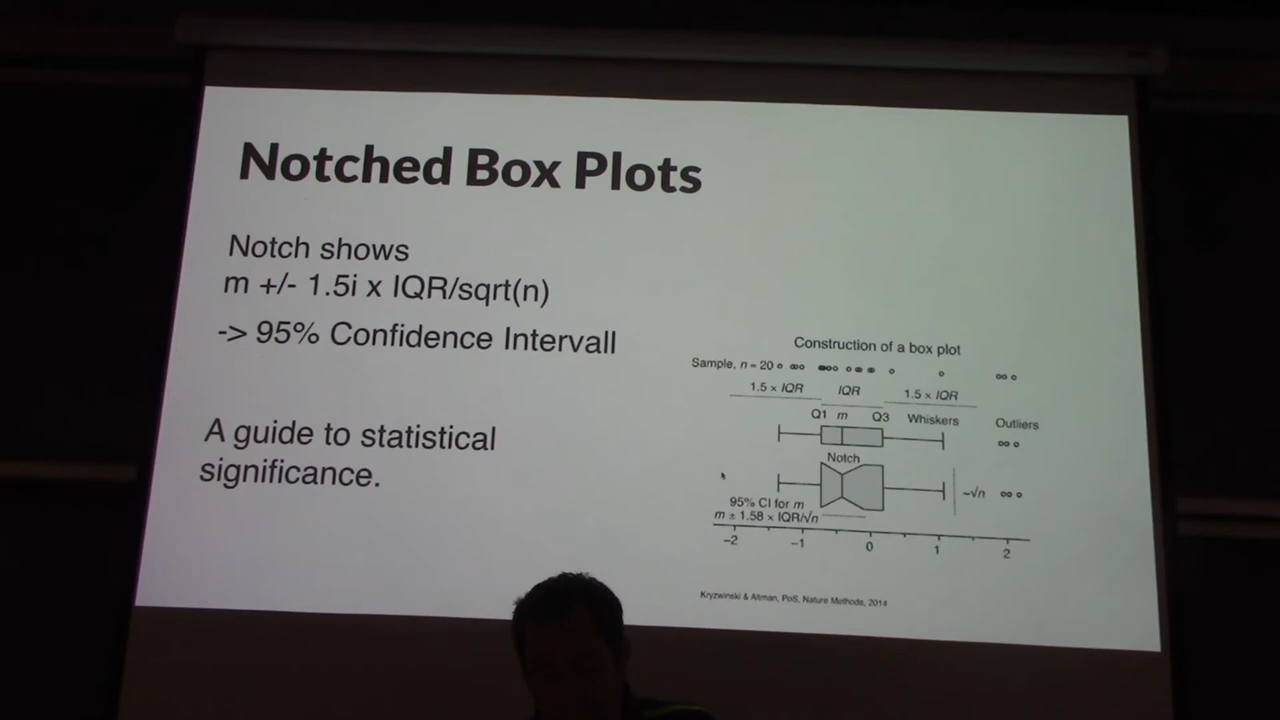 Notched Box Plots
Notch shows
m +/- 1.5i x IQR/sqrt(n)
-> 95% Confidence Intervall
A guide to statistical
significance.
Construction of a box plot
Sample, n = 20
1.5 × IQR IQR 1.5 × IQR
Q1 m Q3 Whiskers Outliers
Notch
~√n
95% CI for m
m ± 1.58 × IQR/√n
−2 −1 0 1 2
Kryzwinski & Altman, PoS, Nature Methods, 2014